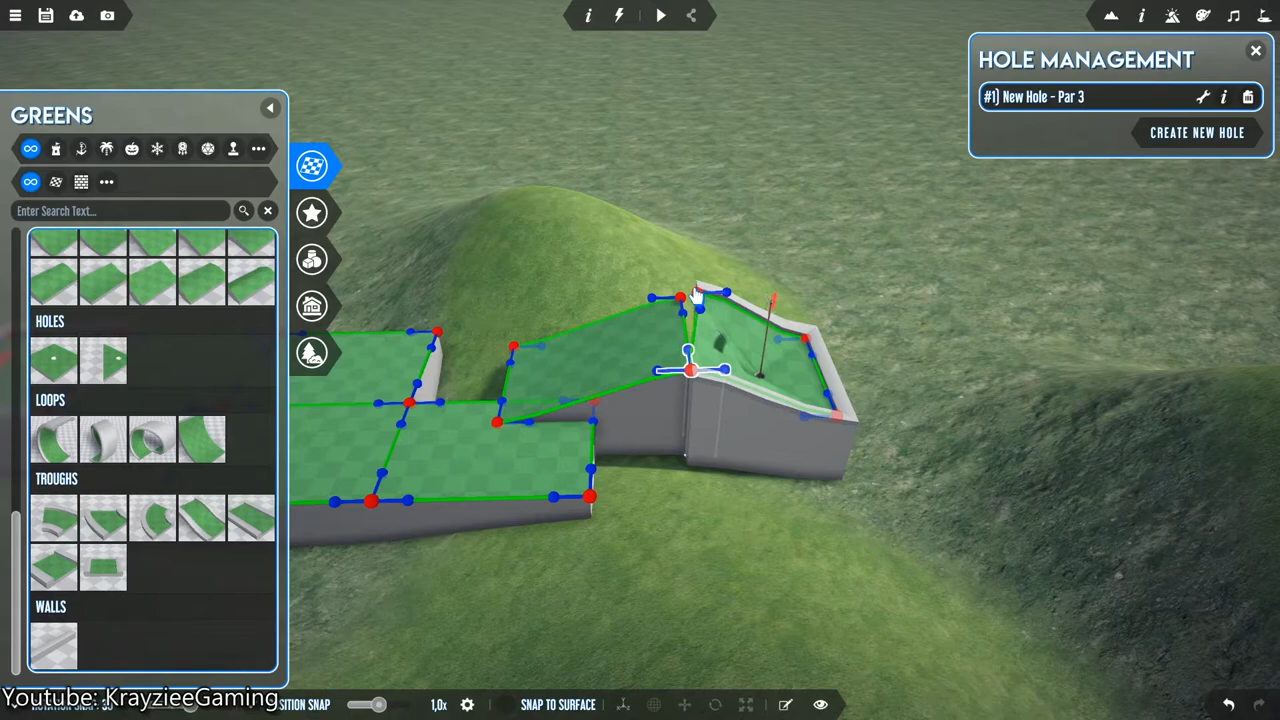 HOLE MANAGEMENT
#1) New Hole - Par 3
CREATE NEW HOLE
GREENS
Enter Search Text...
HOLES
LOOPS
TROUGHS
WALLS
Youtube: KrayzieeGaming
SITION SNAP
1,0x
SNAP TO SURFACE